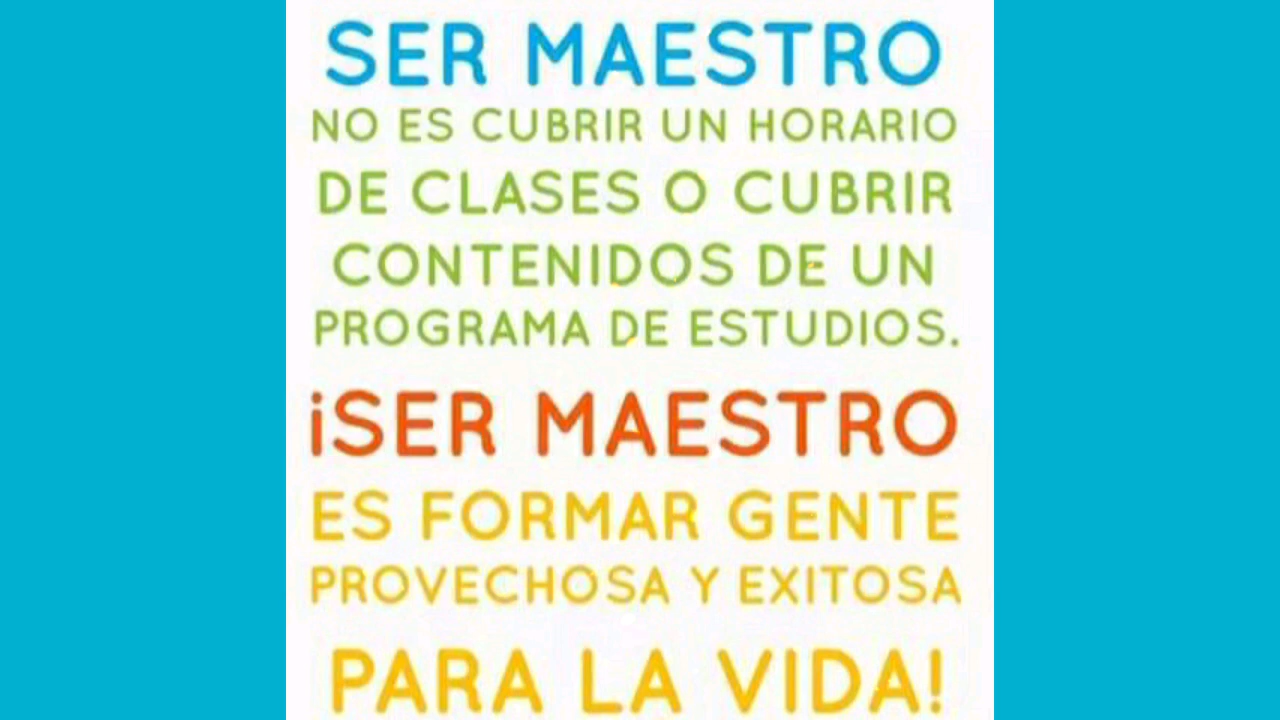 SER MAESTRO
NO ES CUBRIR UN HORARIO
DE CLASES O CUBRIR
CONTENIDOS DE UN
PROGRAMA DE ESTUDIOS.
¡SER MAESTRO
ES FORMAR GENTE
PROVECHOSA Y EXITOSA
PARA LA VIDA!